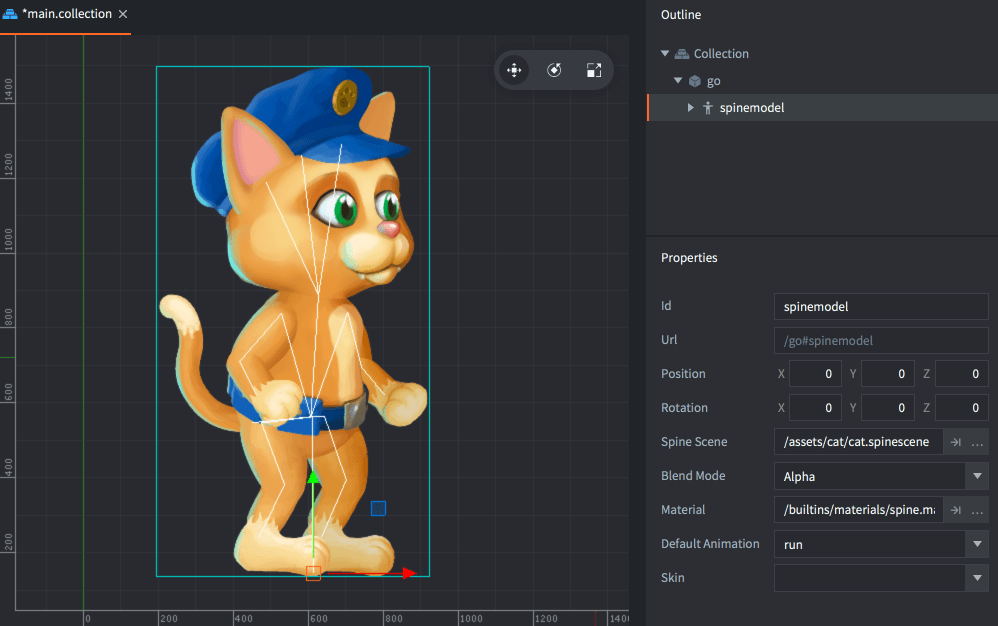 *main.collection
Outline
Collection
go
spinemodel
Properties
Id spinemodel
Url /go#spinemodel
Position X 0 Y 0 Z 0
Rotation X 0 Y 0 Z 0
Spine Scene /assets/cat/cat.spinescene ...
Blend Mode Alpha
Material /builtins/materials/spine.ma ...
Default Animation run
Skin
1400
1200
1000
800
600
400
200
0 200 400 600 800 1000 1200 140